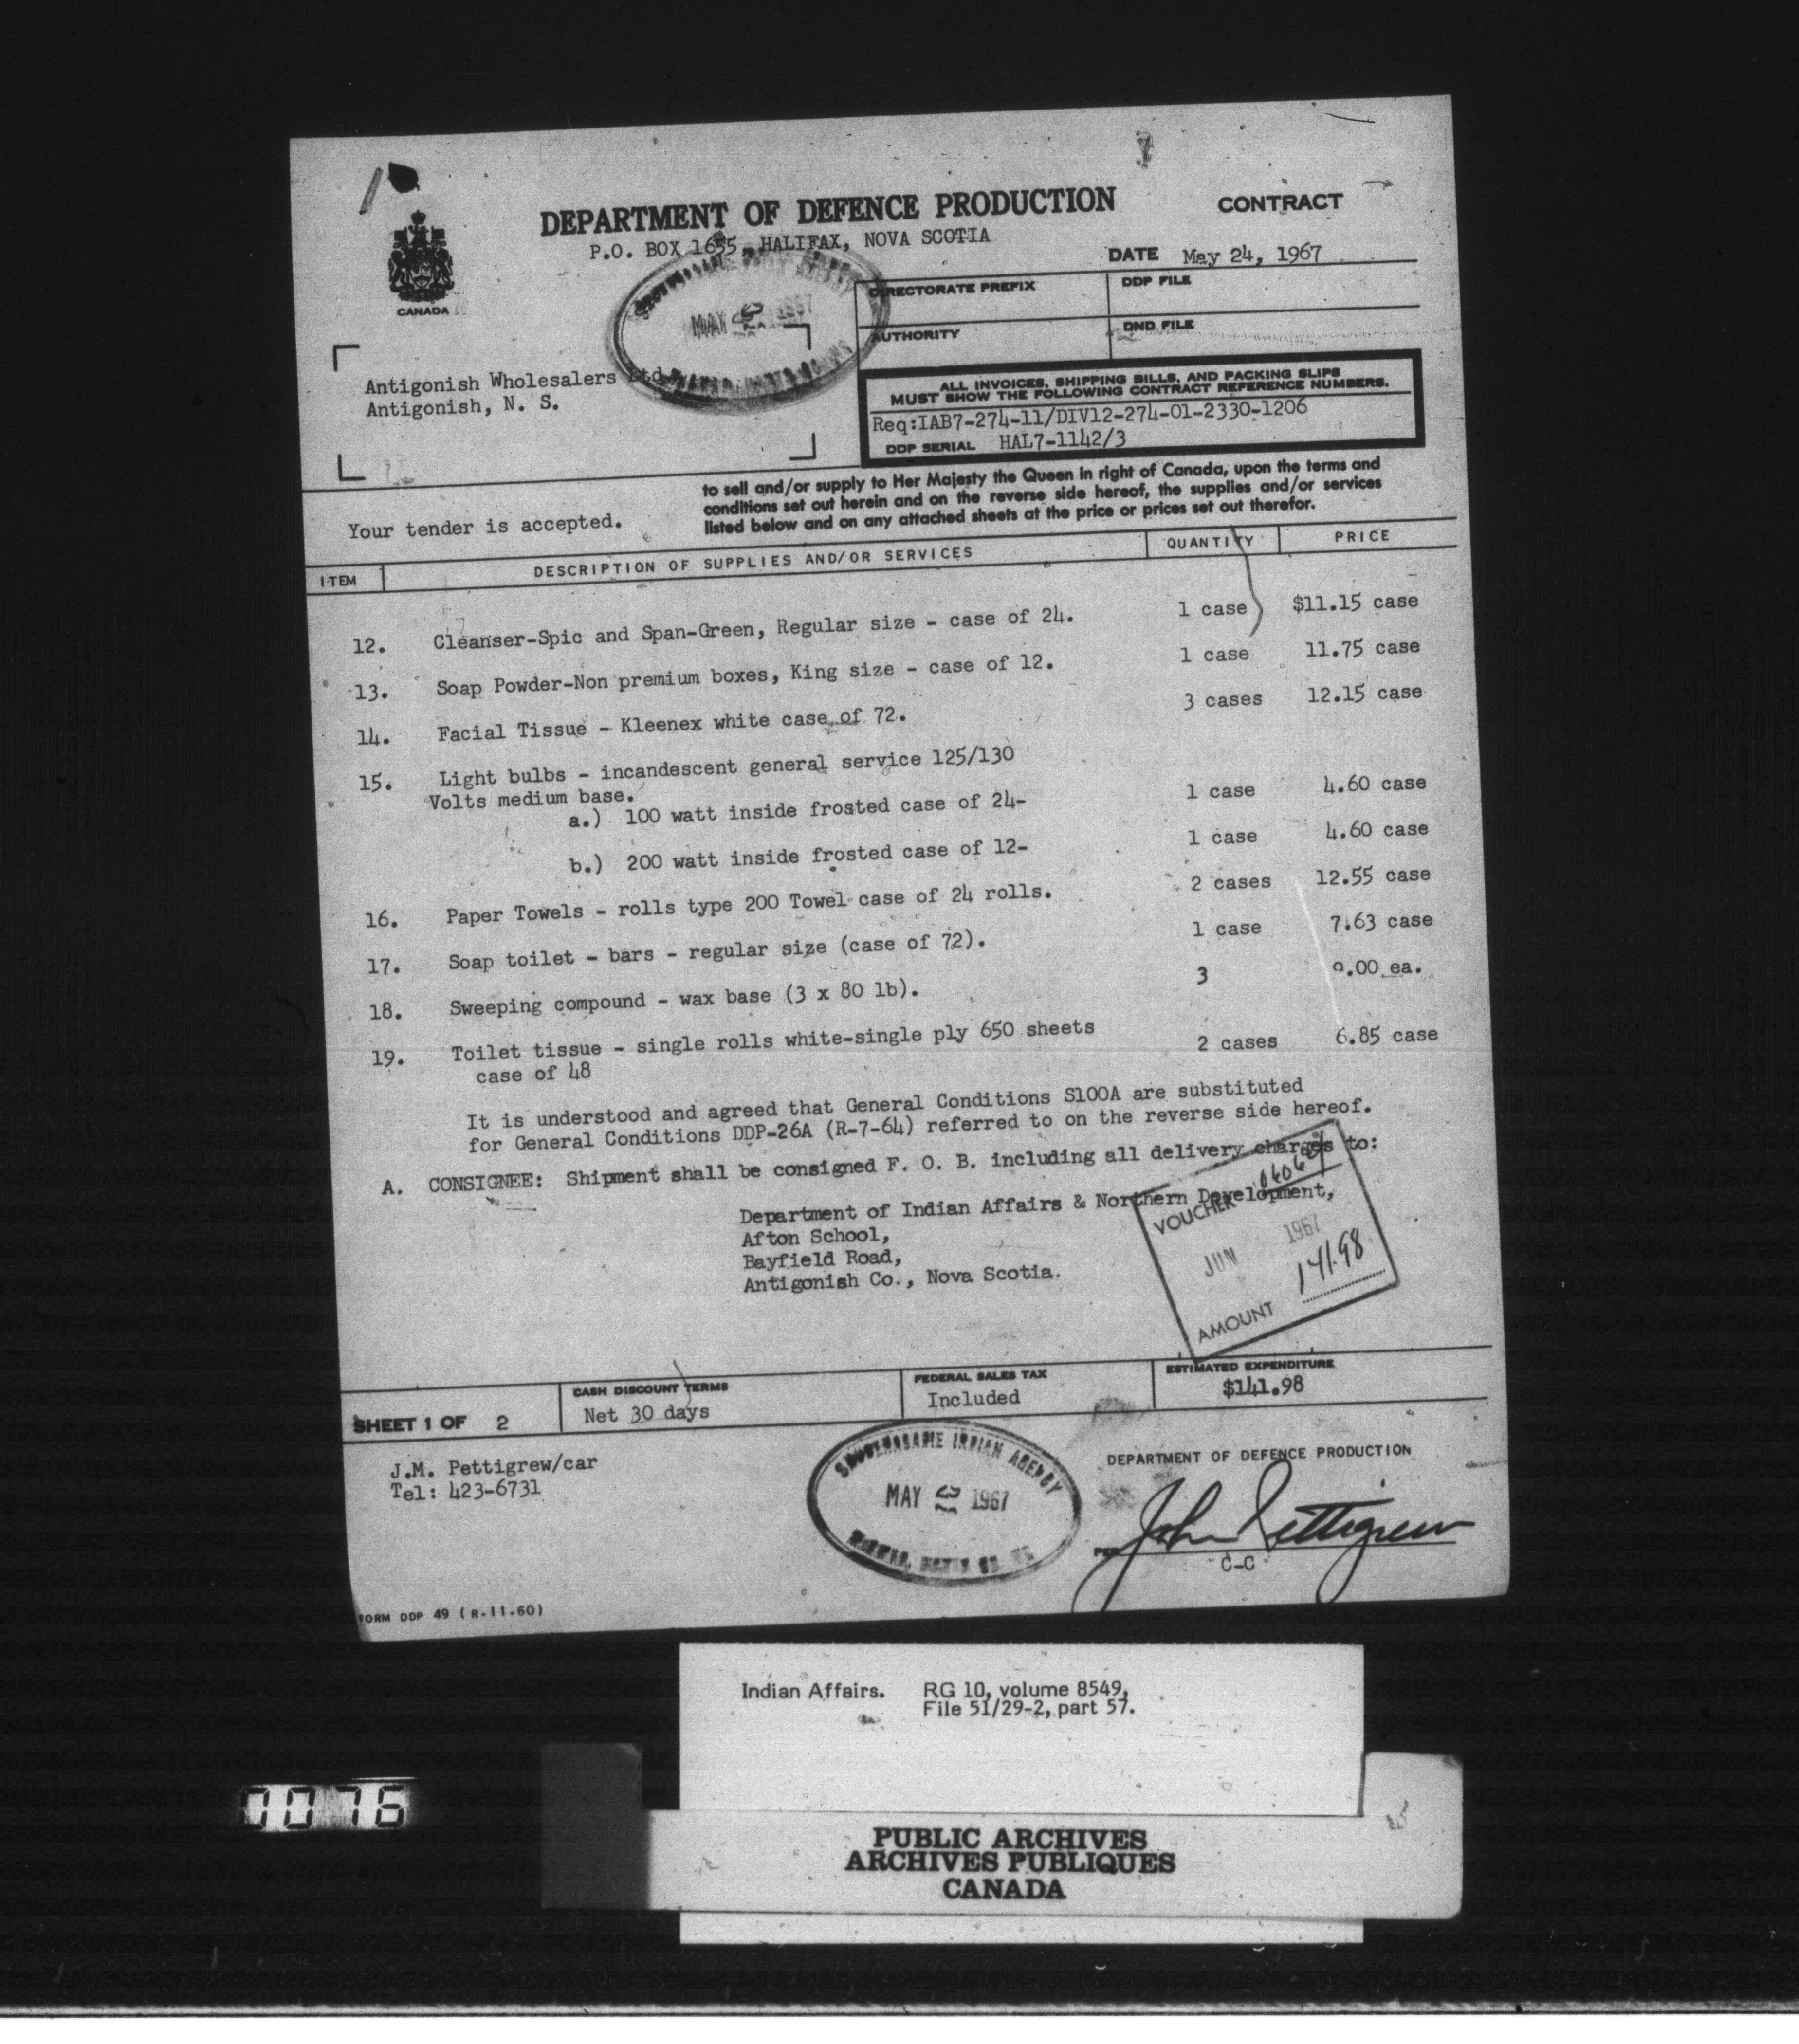 DEPARTMENT OF DEFENCE PRODUCTION
P.O. BOX 1655, HALIFAX, NOVA SCOTIA
CONTRACT
DATE May 24, 1967
CANADA
MAY 1967
DIRECTORATE PREFIX
DDP FILE
AUTHORITY
DND FILE
Antigonish Wholesalers Ltd.
Antigonish, N. S.
ALL INVOICES, SHIPPING BILLS, AND PACKING SLIPS
MUST SHOW THE FOLLOWING CONTRACT REFERENCE NUMBERS.
Req:IAB7-274-11/DIV12-274-01-2330-1206
DDP SERIAL HAL7-1142/3
Your tender is accepted.
to sell and/or supply to Her Majesty the Queen in right of Canada, upon the terms and
conditions set out herein and on the reverse side hereof, the supplies and/or services
listed below and on any attached sheets at the price or prices set out therefor.
ITEM DESCRIPTION OF SUPPLIES AND/OR SERVICES QUANTITY PRICE
12. Cleanser-Spic and Span-Green, Regular size - case of 24. 1 case $11.15 case
13. Soap Powder-Non premium boxes, King size - case of 12. 1 case 11.75 case
14. Facial Tissue - Kleenex white case of 72. 3 cases 12.15 case
15. Light bulbs - incandescent general service 125/130
Volts medium base.
a.) 100 watt inside frosted case of 24- 1 case 4.60 case
b.) 200 watt inside frosted case of 12- 1 case 4.60 case
16. Paper Towels - rolls type 200 Towel case of 24 rolls. 2 cases 12.55 case
17. Soap toilet - bars - regular size (case of 72). 1 case 7.63 case
18. Sweeping compound - wax base (3 x 80 lb). 3 ea.
19. Toilet tissue - single rolls white-single ply 650 sheets 2 cases 6.85 case
case of 48
It is understood and agreed that General Conditions S100A are substituted
for General Conditions DDP-26A (R-7-64) referred to on the reverse side hereof.
A. CONSIGNEE: Shipment shall be consigned F. O. B. including all delivery charges to:
Department of Indian Affairs & Northern Development,
Afton School,
Bayfield Road,
Antigonish Co., Nova Scotia.
VOUCHER
JUN 1967
AMOUNT 141.98
SHEET 1 OF 2
CASH DISCOUNT TERMS
Net 30 days
FEDERAL SALES TAX
Included
ESTIMATED EXPENDITURE
$141.98
J.M. Pettigrew/car
Tel: 423-6731
SHUBENACADIE INDIAN AGENCY
MAY 1967
DEPARTMENT OF DEFENCE PRODUCTION
PER John Pettigrew
C-C
FORM DDP 49 (R-11-60)
Indian Affairs. RG 10, volume 8549,
File 51/29-2, part 57.
0076
PUBLIC ARCHIVES
ARCHIVES PUBLIQUES
CANADA